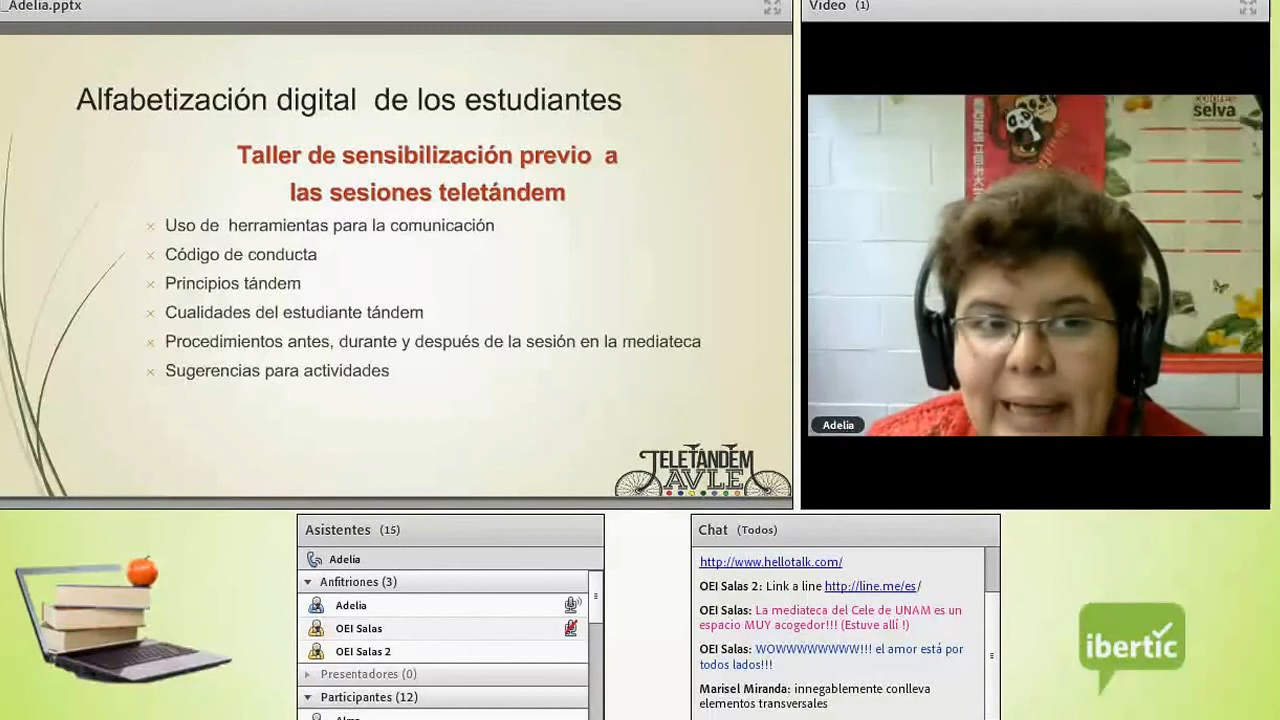 _Adelia.pptx
Video (1)
Alfabetización digital de los estudiantes
Taller de sensibilización previo a
las sesiones teletándem
Uso de herramientas para la comunicación
Código de conducta
Principios tándem
Cualidades del estudiante tándem
Procedimientos antes, durante y después de la sesión en la mediateca
Sugerencias para actividades
TELETÁNDEM
AVLE
selva
Adelia
Asistentes (15)
Adelia
Anfitriones (3)
Adelia
OEI Salas
OEI Salas 2
Presentadores (0)
Participantes (12)
Chat (Todos)
http://www.hellotalk.com/
OEI Salas 2: Link a line http://line.me/es/
OEI Salas: La mediateca del Cele de UNAM es un
espacio MUY acogedor!!! (Estuve allí !)
OEI Salas: WOWWWWWWWW!!! el amor está por
todos lados!!!
Marisel Miranda: innegablemente conlleva
elementos transversales
ibertic